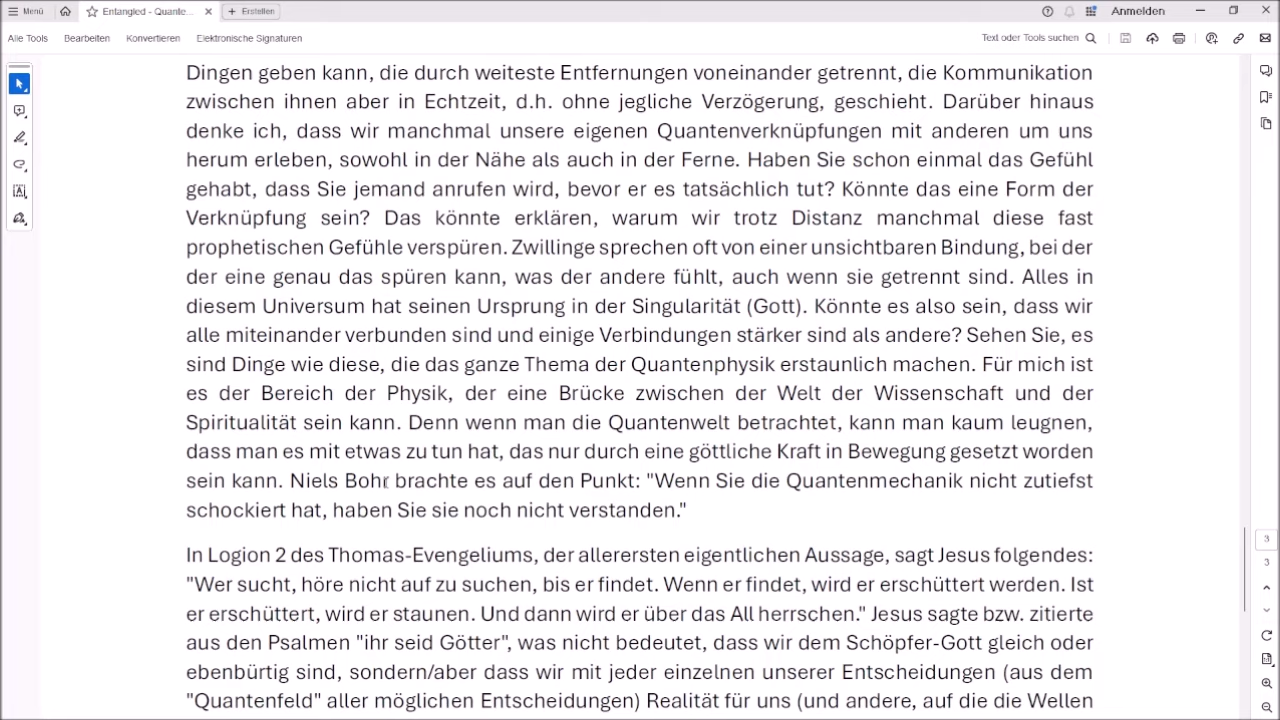 Menü
Entangled - Quante...
Erstellen
Anmelden
Alle Tools
Bearbeiten
Konvertieren
Elektronische Signaturen
Text oder Tools suchen
Dingen geben kann, die durch weiteste Entfernungen voneinander getrennt, die Kommunikation
zwischen ihnen aber in Echtzeit, d.h. ohne jegliche Verzögerung, geschieht. Darüber hinaus
denke ich, dass wir manchmal unsere eigenen Quantenverknüpfungen mit anderen um uns
herum erleben, sowohl in der Nähe als auch in der Ferne. Haben Sie schon einmal das Gefühl
gehabt, dass Sie jemand anrufen wird, bevor er es tatsächlich tut? Könnte das eine Form der
Verknüpfung sein? Das könnte erklären, warum wir trotz Distanz manchmal diese fast
prophetischen Gefühle verspüren. Zwillinge sprechen oft von einer unsichtbaren Bindung, bei der
der eine genau das spüren kann, was der andere fühlt, auch wenn sie getrennt sind. Alles in
diesem Universum hat seinen Ursprung in der Singularität (Gott). Könnte es also sein, dass wir
alle miteinander verbunden sind und einige Verbindungen stärker sind als andere? Sehen Sie, es
sind Dinge wie diese, die das ganze Thema der Quantenphysik erstaunlich machen. Für mich ist
es der Bereich der Physik, der eine Brücke zwischen der Welt der Wissenschaft und der
Spiritualität sein kann. Denn wenn man die Quantenwelt betrachtet, kann man kaum leugnen,
dass man es mit etwas zu tun hat, das nur durch eine göttliche Kraft in Bewegung gesetzt worden
sein kann. Niels Bohr brachte es auf den Punkt: "Wenn Sie die Quantenmechanik nicht zutiefst
schockiert hat, haben Sie sie noch nicht verstanden."
In Logion 2 des Thomas-Evengeliums, der allerersten eigentlichen Aussage, sagt Jesus folgendes:
"Wer sucht, höre nicht auf zu suchen, bis er findet. Wenn er findet, wird er erschüttert werden. Ist
er erschüttert, wird er staunen. Und dann wird er über das All herrschen." Jesus sagte bzw. zitierte
aus den Psalmen "ihr seid Götter", was nicht bedeutet, dass wir dem Schöpfer-Gott gleich oder
ebenbürtig sind, sondern/aber dass wir mit jeder einzelnen unserer Entscheidungen (aus dem
"Quantenfeld" aller möglichen Entscheidungen) Realität für uns (und andere, auf die die Wellen
3
3